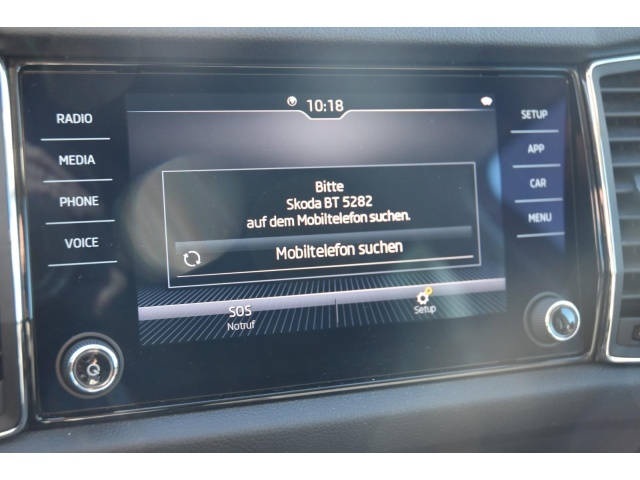 10:18
RADIO
MEDIA
PHONE
VOICE
SETUP
APP
CAR
MENU
Bitte
Skoda BT 5282
auf dem Mobiltelefon suchen.
Mobiltelefon suchen
SOS
Notruf
Setup